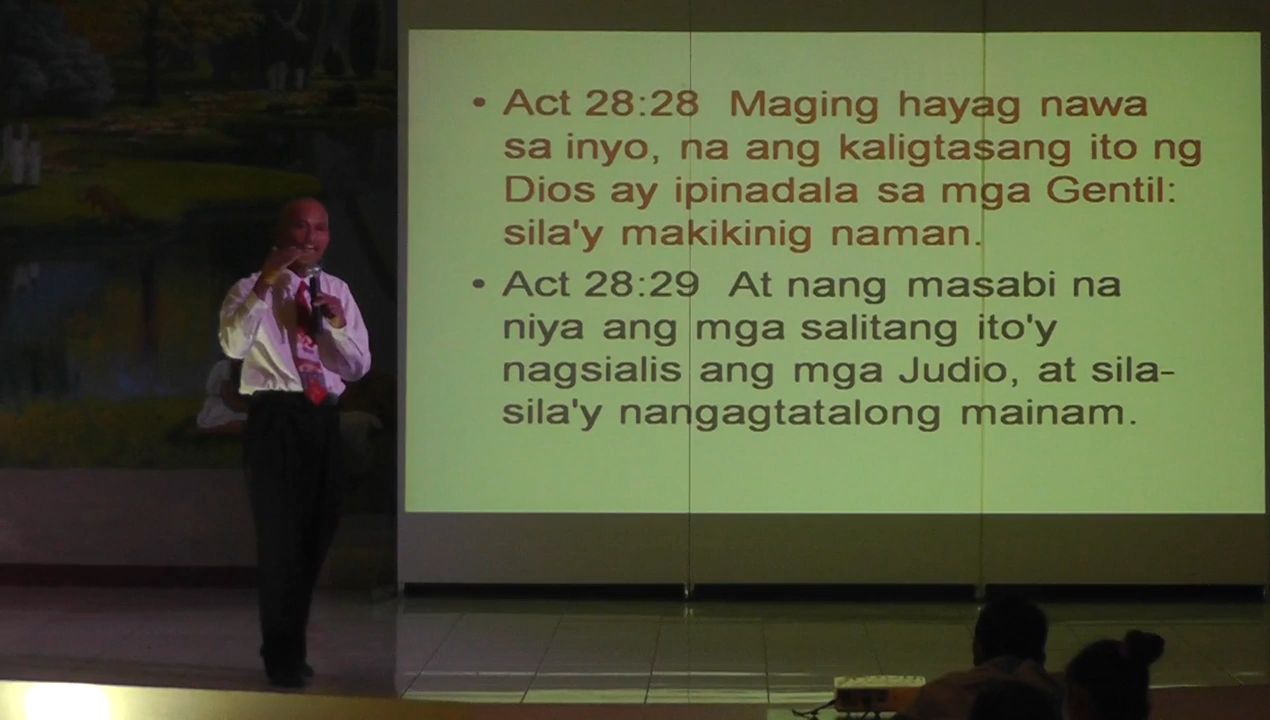 • Act 28:28 Maging hayag nawa
sa inyo, na ang kaligtasang ito ng
Dios ay ipinadala sa mga Gentil:
sila'y makikinig naman.
• Act 28:29 At nang masabi na
niya ang mga salitang ito'y
nagsialis ang mga Judio, at sila-
sila'y nangagtatalong mainam.